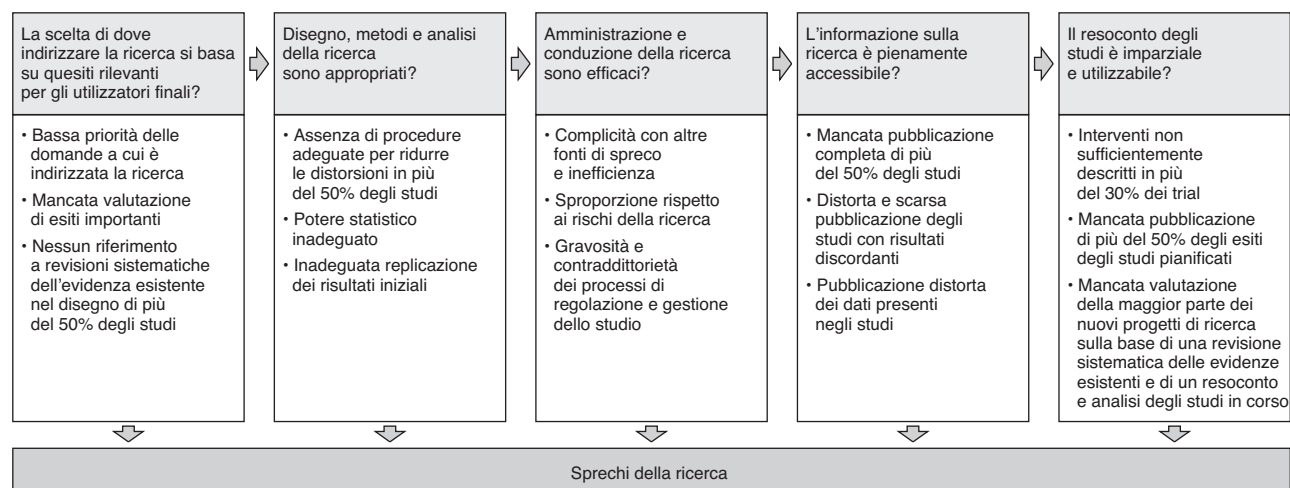 La scelta di dove
indirizzare la ricerca si basa
su quesiti rilevanti
per gli utilizzatori finali?
• Bassa priorità delle
domande a cui è
indirizzata la ricerca
• Mancata valutazione
di esiti importanti
• Nessun riferimento
a revisioni sistematiche
dell'evidenza esistente
nel disegno di più
del 50% degli studi
Disegno, metodi e analisi
della ricerca
sono appropriati?
• Assenza di procedure
adeguate per ridurre
le distorsioni in più
del 50% degli studi
• Potere statistico
inadeguato
• Inadeguata replicazione
dei risultati iniziali
Amministrazione e
conduzione della ricerca
sono efficaci?
• Complicità con altre
fonti di spreco
e inefficienza
• Sproporzione rispetto
ai rischi della ricerca
• Gravosità e
contraddittorietà
dei processi di
regolazione e gestione
dello studio
L'informazione sulla
ricerca è pienamente
accessibile?
• Mancata pubblicazione
completa di più
del 50% degli studi
• Distorta e scarsa
pubblicazione degli
studi con risultati
discordanti
• Pubblicazione distorta
dei dati presenti
negli studi
Il resoconto degli
studi è imparziale
e utilizzabile?
• Interventi non
sufficientemente
descritti in più
del 30% dei trial
• Mancata pubblicazione
di più del 50% degli esiti
degli studi pianificati
• Mancata valutazione
della maggior parte dei
nuovi progetti di ricerca
sulla base di una revisione
sistematica delle evidenze
esistenti e di un resoconto
e analisi degli studi in corso
Sprechi della ricerca